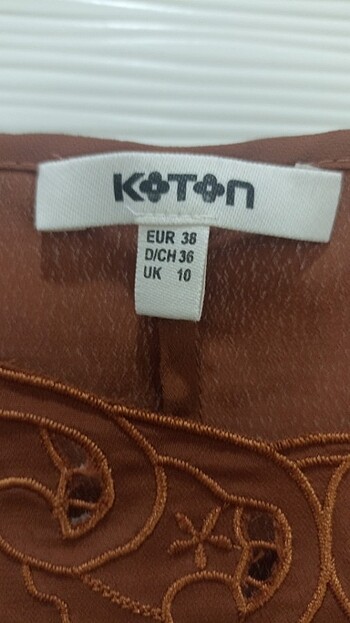 KOTON
EUR 38
D/CH 36
UK 10